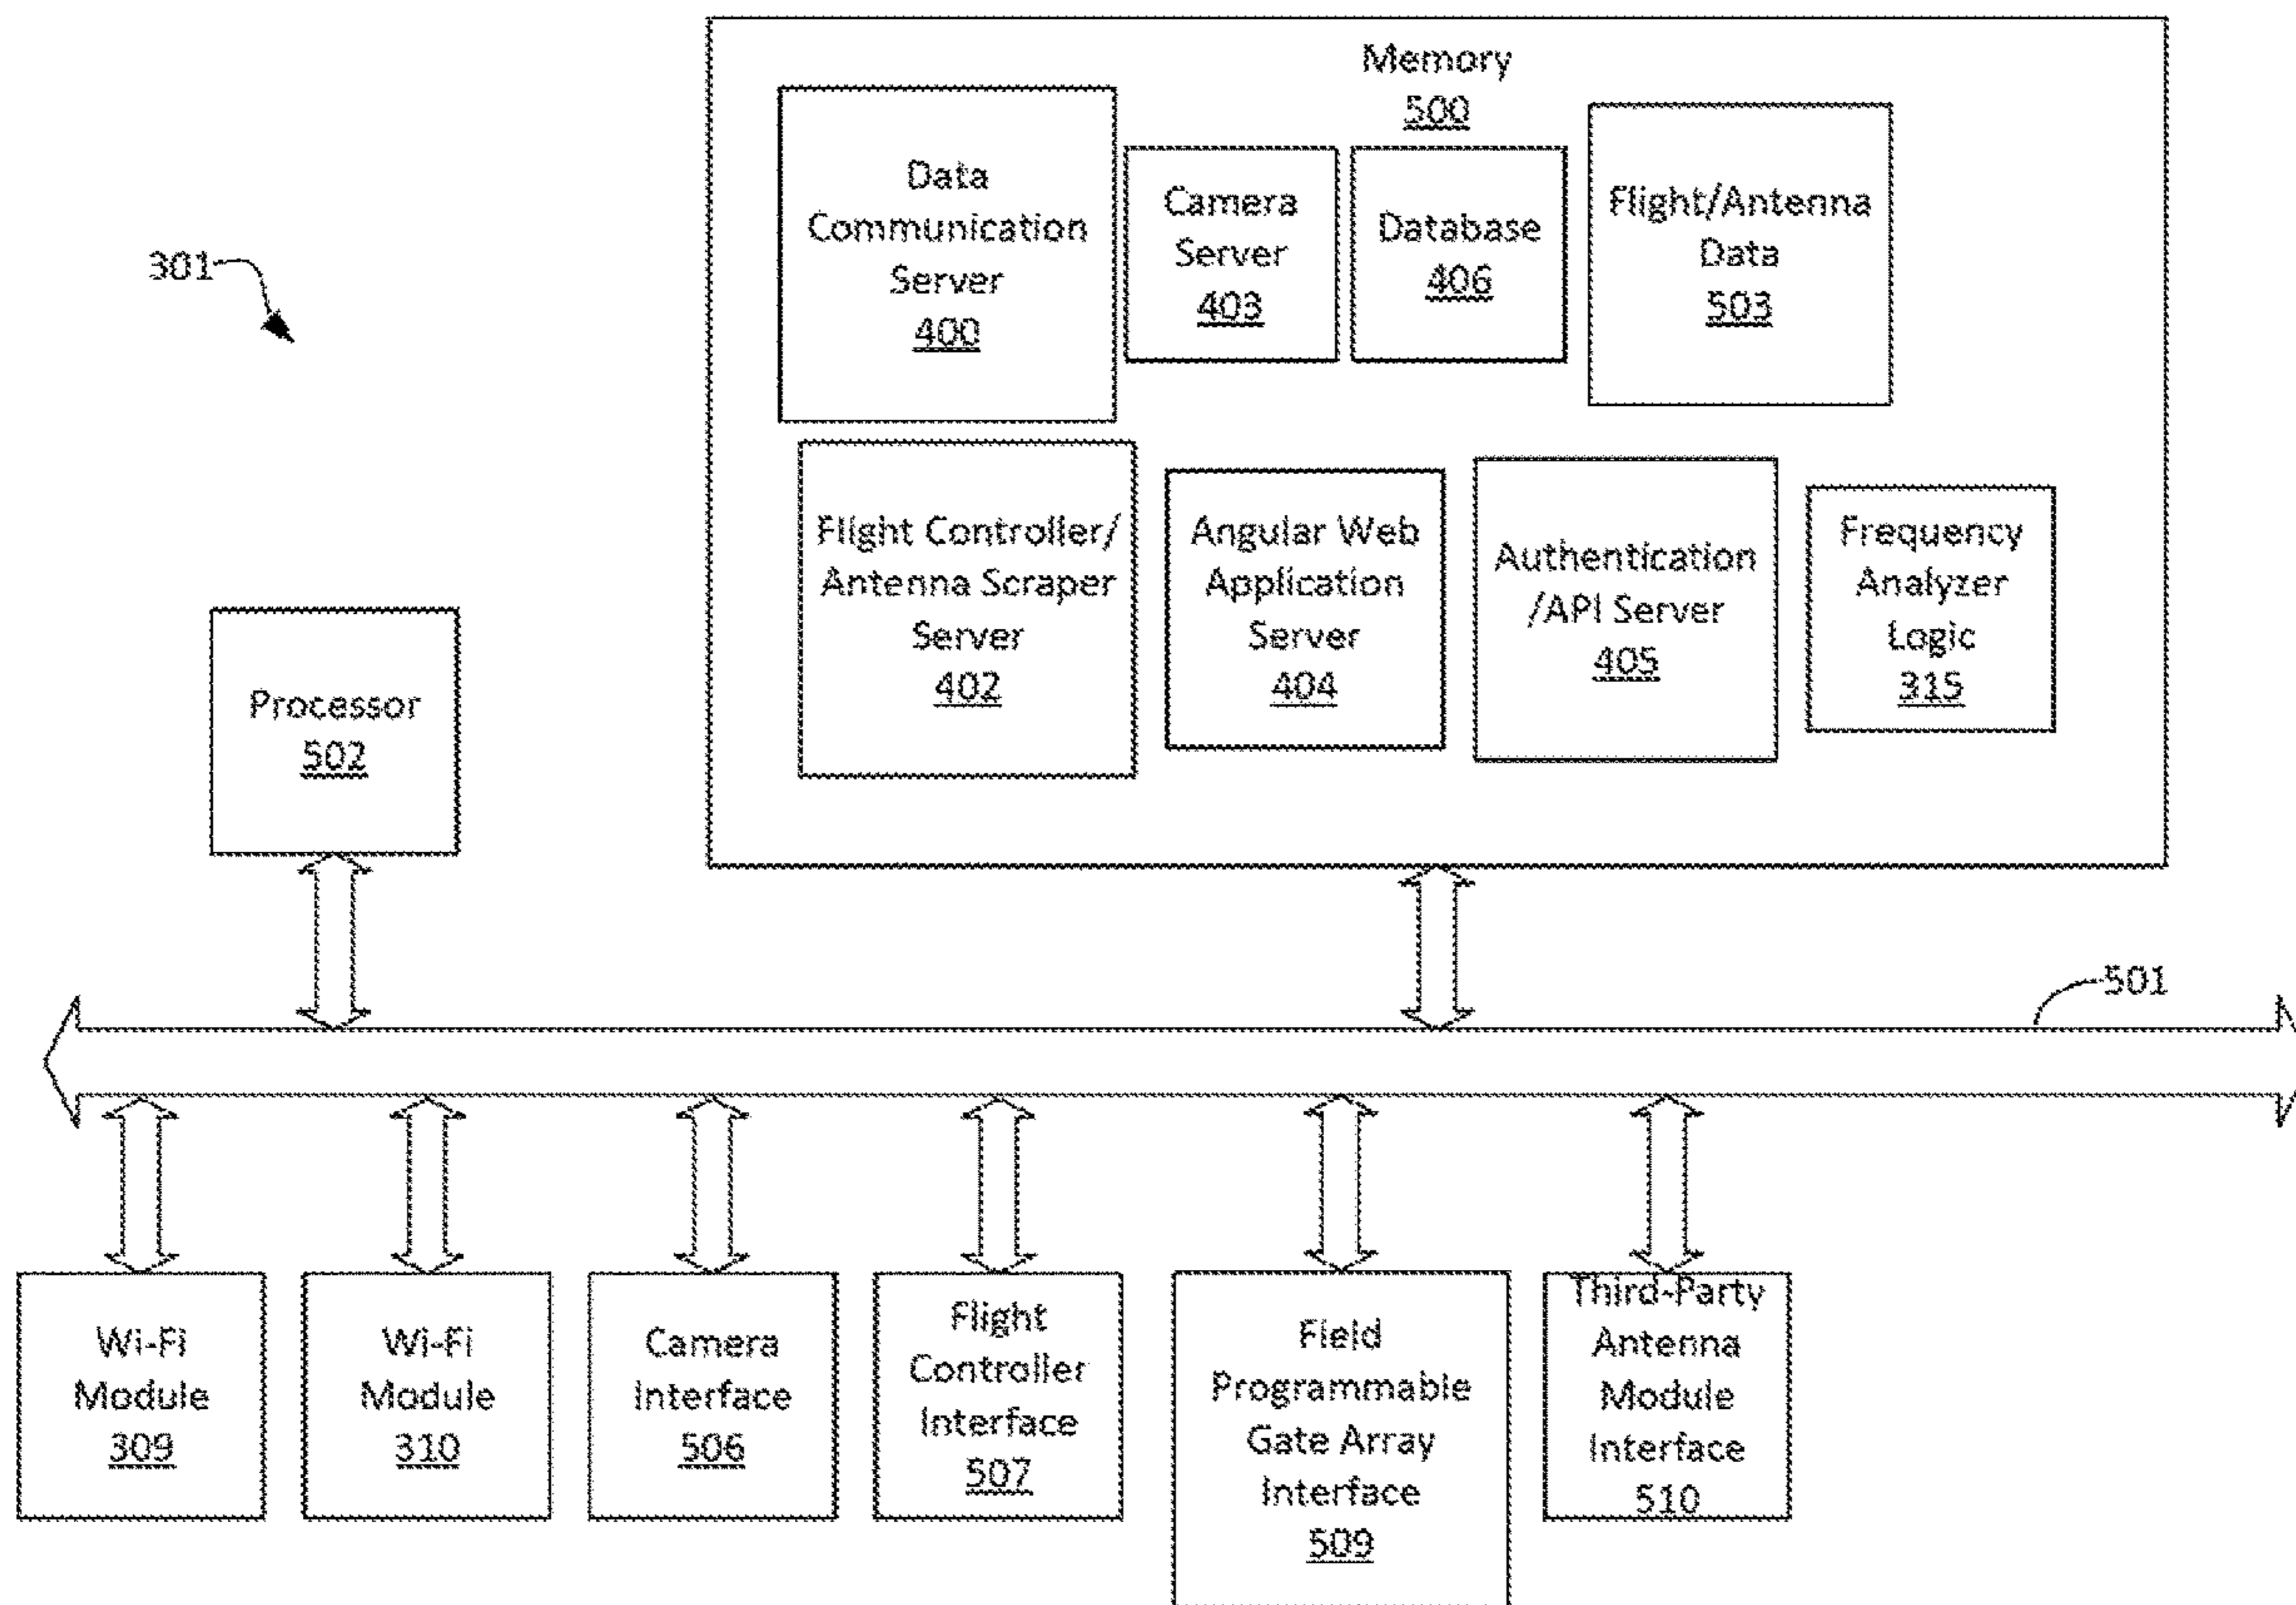 Memory
500
Data
Communication
Server
400
Camera
Server
403
Database
406
Flight/Antenna
Data
503
301
Flight Controller/
Antenna Scraper
Server
402
Angular Web
Application
Server
404
Authentication
/API Server
405
Frequency
Analyzer
Logic
315
Processor
502
501
Wi-Fi
Module
309
Wi-Fi
Module
310
Camera
Interface
506
Flight
Controller
Interface
507
Field
Programmable
Gate Array
Interface
509
Third-Party
Antenna
Module
Interface
510